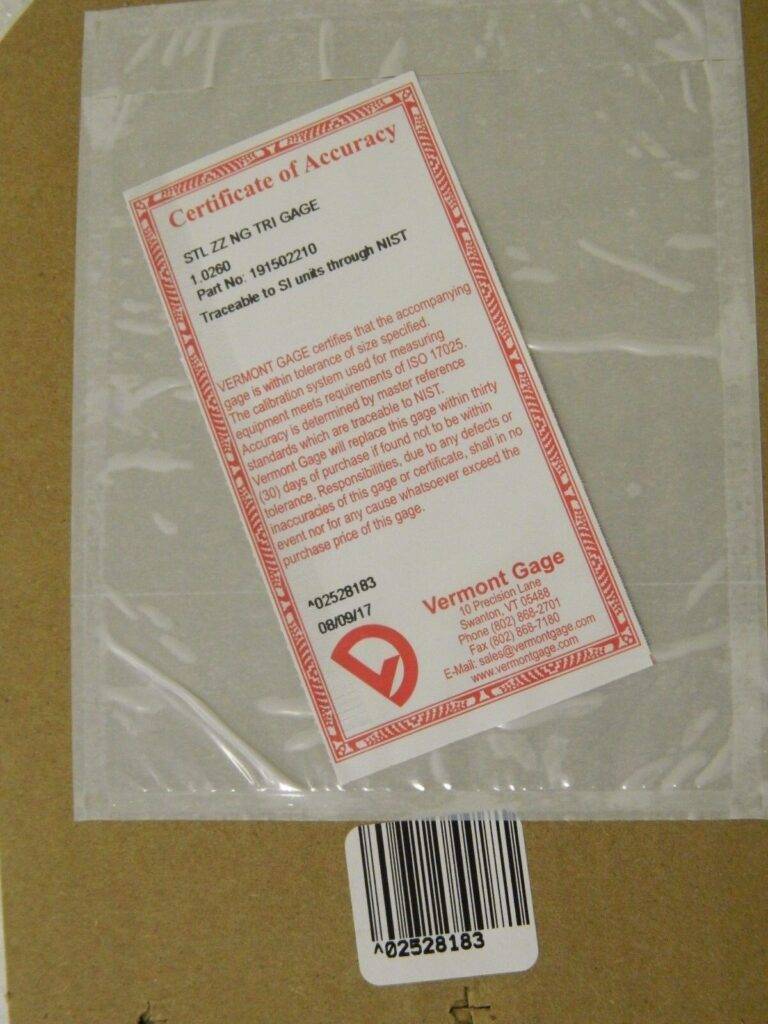 Certificate of Accuracy
STL ZZ NG TRI GAGE
1.0260
Part No: 191502210
Traceable to SI units through NIST
VERMONT GAGE certifies that the accompanying
gage is within tolerance of size specified.
The calibration system used for measuring
equipment meets requirements of ISO 17025.
Accuracy is determined by master reference
standards which are traceable to NIST.
Vermont Gage will replace this gage within thirty
(30) days of purchase if found not to be within
tolerance. Responsibilities, due to any defects or
inaccuracies of this gage or certificate, shall in no
event nor for any cause whatsoever exceed the
purchase price of this gage.
^02528183
08/09/17
Vermont Gage
10 Precision Lane
Swanton, VT 05488
Phone (802) 868-2701
Fax (802) 868-7180
E-Mail: sales@vermontgage.com
www.vermontgage.com
^02528183